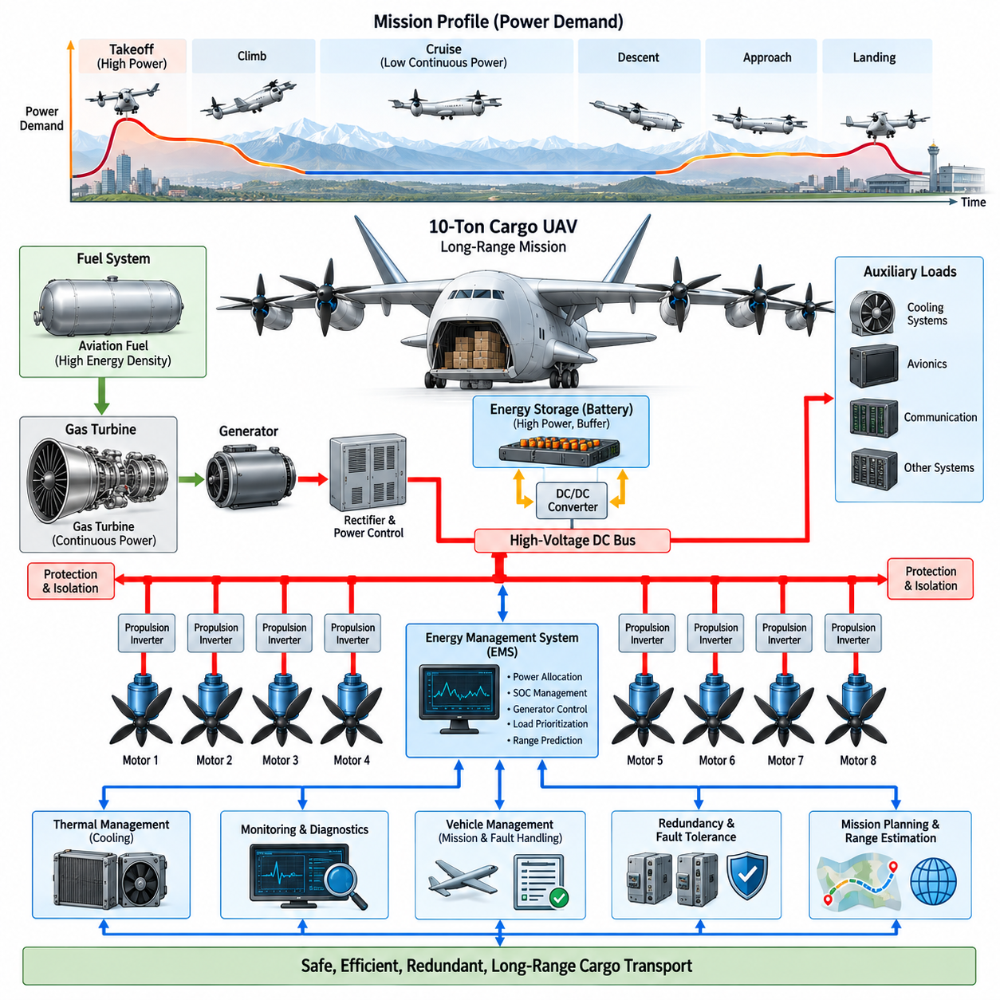 Mission Profile (Power Demand)
Takeoff
(High Power)
Climb
Cruise
(Low Continuous Power)
Descent
Approach
Landing
Power
Demand
Time
10-Ton Cargo UAV
Long-Range Mission
Fuel System
Aviation Fuel
(High Energy Density)
Auxiliary Loads
Cooling
Systems
Avionics
Communication
Other Systems
Gas Turbine
Gas Turbine
(Continuous Power)
Generator
Rectifier &
Power Control
Energy Storage (Battery)
(High Power, Buffer)
DC/DC
Converter
High-Voltage DC Bus
Protection
& Isolation
Protection
& Isolation
Propulsion
Inverter
Propulsion
Inverter
Propulsion
Inverter
Propulsion
Inverter
Propulsion
Inverter
Propulsion
Inverter
Propulsion
Inverter
Propulsion
Inverter
Motor 1
Motor 2
Motor 3
Motor 4
Energy Management System
(EMS)
• Power Allocation
• SOC Management
• Generator Control
• Load Prioritization
• Range Prediction
Motor 5
Motor 6
Motor 7
Motor 8
Thermal Management
(Cooling)
Monitoring & Diagnostics
Vehicle Management
(Mission & Fault Handling)
Redundancy &
Fault Tolerance
Mission Planning &
Range Estimation
Safe, Efficient, Redundant, Long-Range Cargo Transport